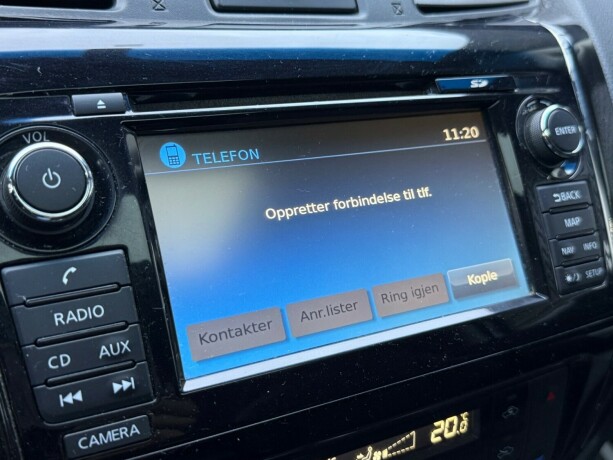 SD
VOL
ENTER
TELEFON
11:20
Oppretter forbindelse til tlf.
Kontakter
Anr.lister
Ring igjen
Kople
BACK
MAP
NAV
INFO
SETUP
RADIO
CD AUX
CAMERA
20.5